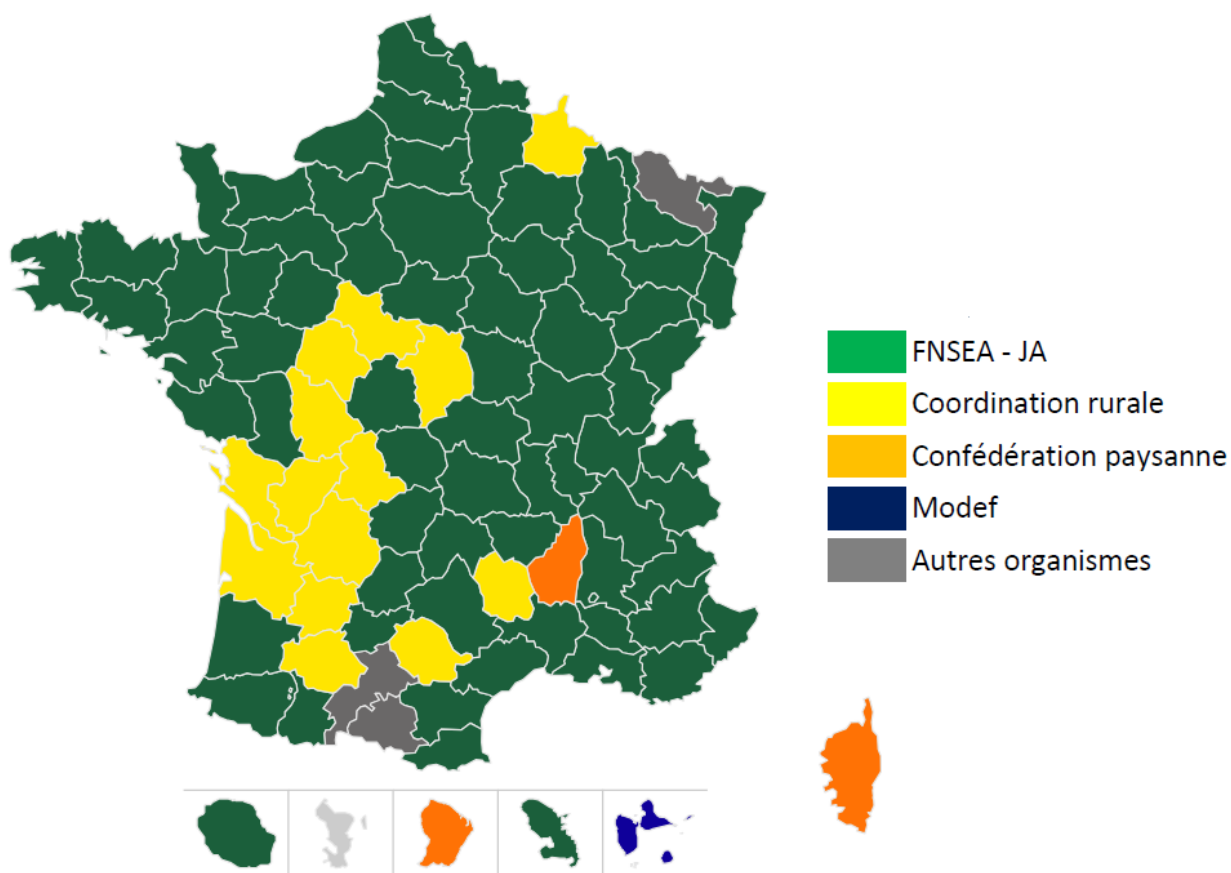 FNSEA - JA
Coordination rurale
Confédération paysanne
Modef
Autres organismes